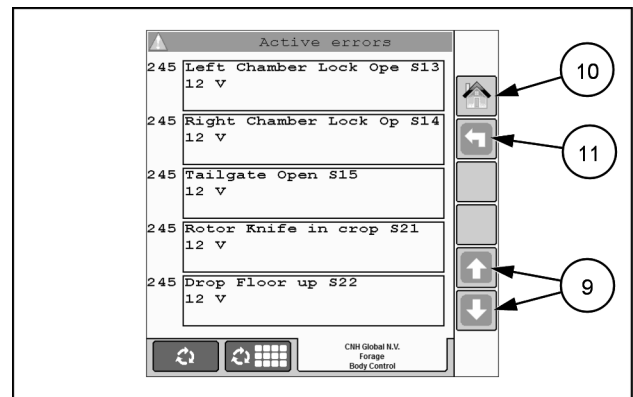 Active errors
245 Left Chamber Lock Ope S13
12 V
245 Right Chamber Lock Op S14
12 V
245 Tailgate Open S15
12 V
245 Rotor Knife in crop S21
12 V
245 Drop Floor up S22
12 V
CNH Global N.V.
Forage
Body Control
10
11
9